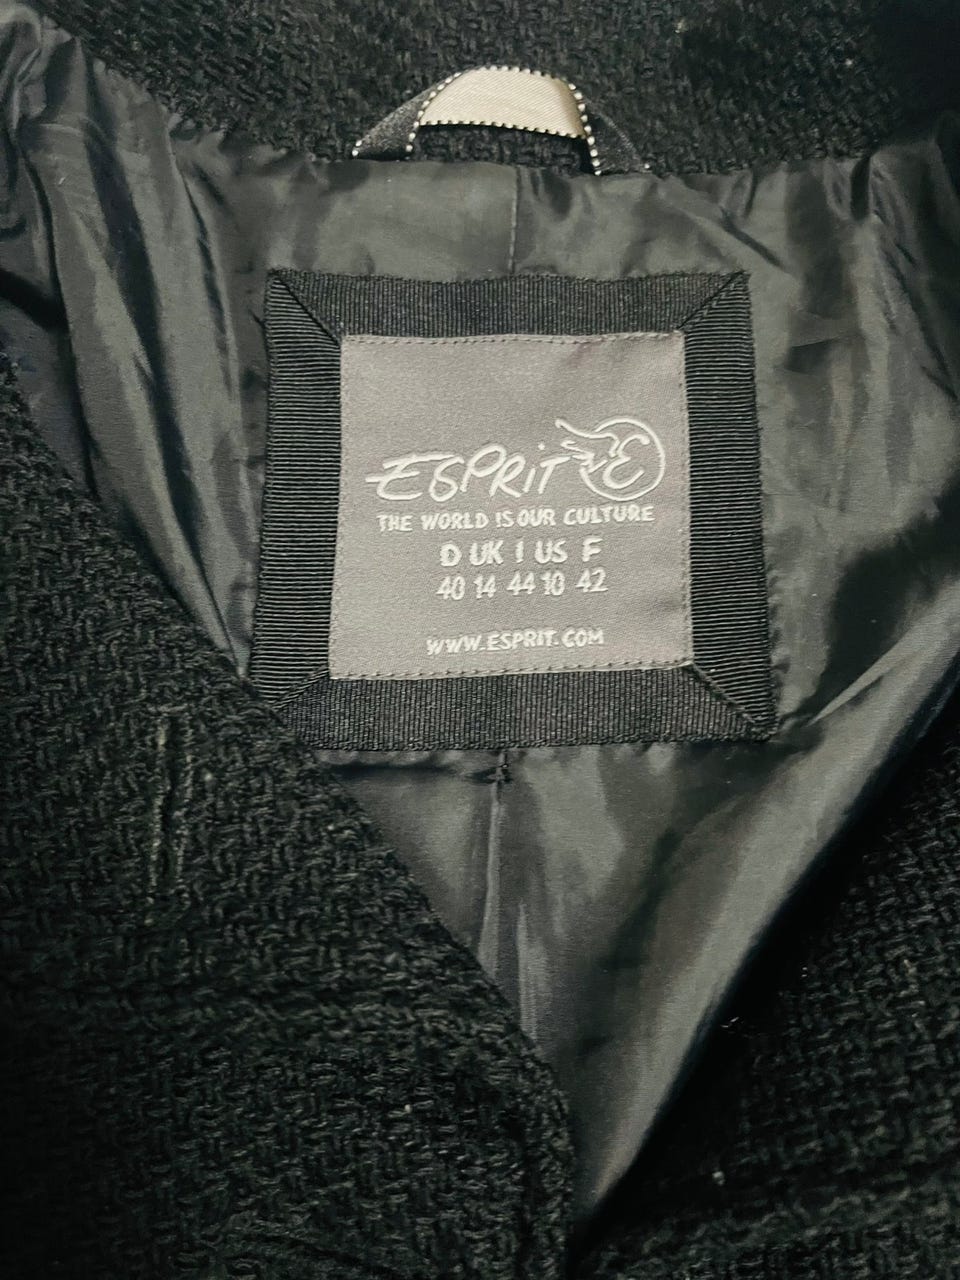 ESPRIT E
THE WORLD IS OUR CULTURE
D UK I US F
40 14 44 10 42
WWW.ESPRIT.COM